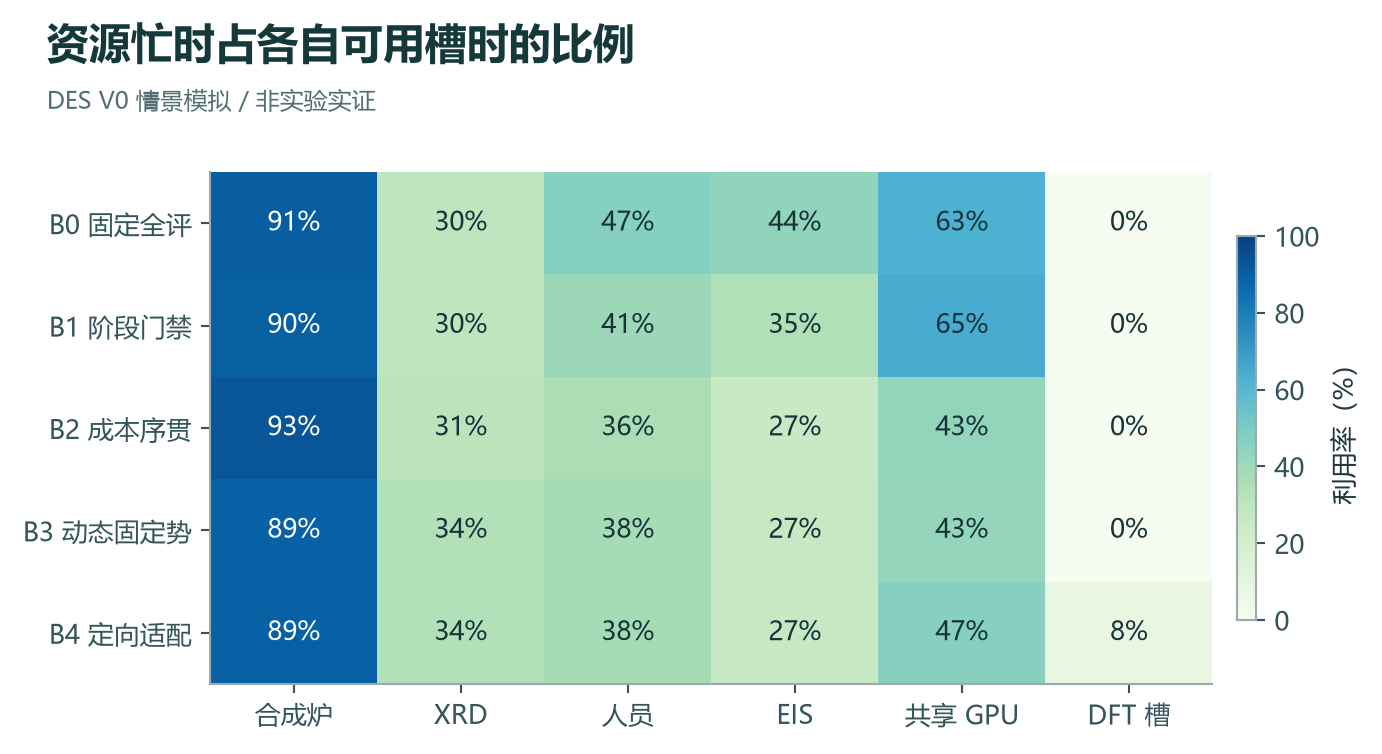 资源忙时占各自可用槽时的比例
DES V0 情景模拟 / 非实验实证
B0 固定全评 91% 30% 47% 44% 63% 0%
B1 阶段门禁 90% 30% 41% 35% 65% 0%
B2 成本序贯 93% 31% 36% 27% 43% 0%
B3 动态固定势 89% 34% 38% 27% 43% 0%
B4 定向适配 89% 34% 38% 27% 47% 8%
合成炉 XRD 人员 EIS 共享 GPU DFT 槽
100
80
60
40
20
0
利用率（%）